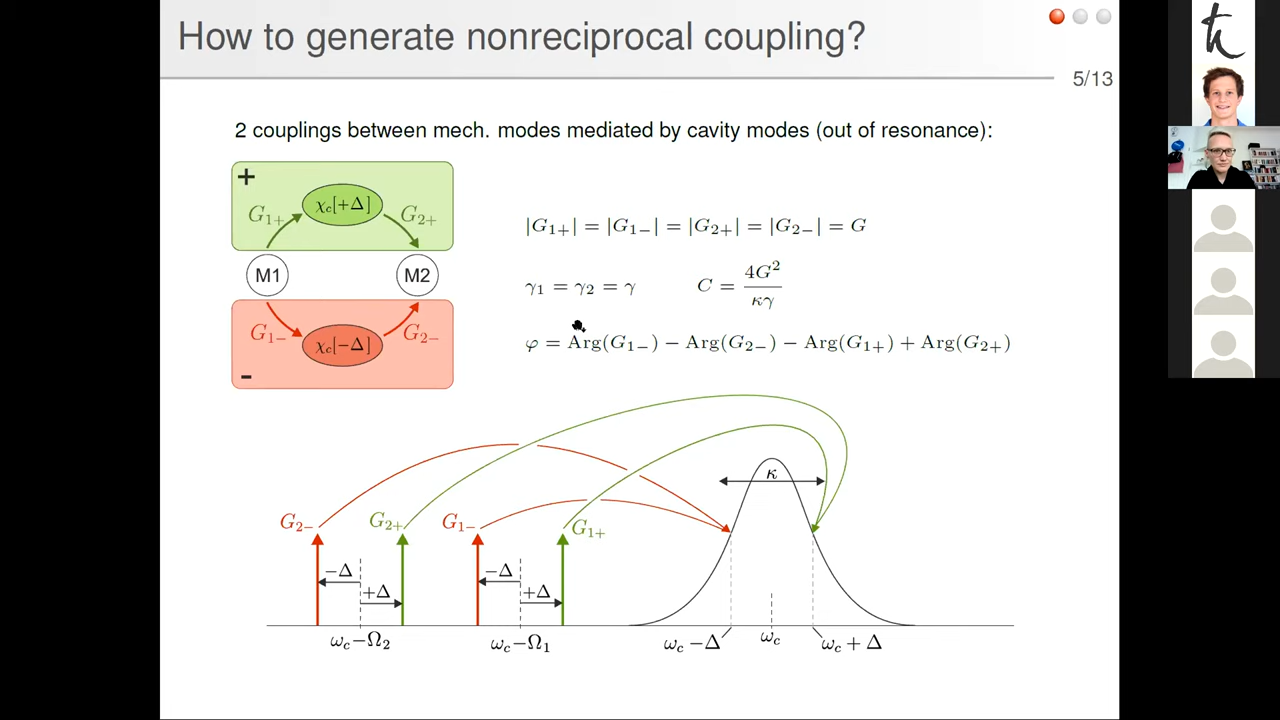 How to generate nonreciprocal coupling?
5/13
2 couplings between mech. modes mediated by cavity modes (out of resonance):
+
G₁₊ χc[+Δ] G₂₊
M1 M2
G₁₋ χc[−Δ] G₂₋
-
|G₁₊| = |G₁₋| = |G₂₊| = |G₂₋| = G
γ₁ = γ₂ = γ C = 4G²/κγ
φ = Arg(G₁₋) − Arg(G₂₋) − Arg(G₁₊) + Arg(G₂₊)
κ
G₂₋ G₂₊ G₁₋ G₁₊
−Δ −Δ
+Δ +Δ
ωc−Ω₂ ωc−Ω₁ ωc−Δ ωc ωc+Δ